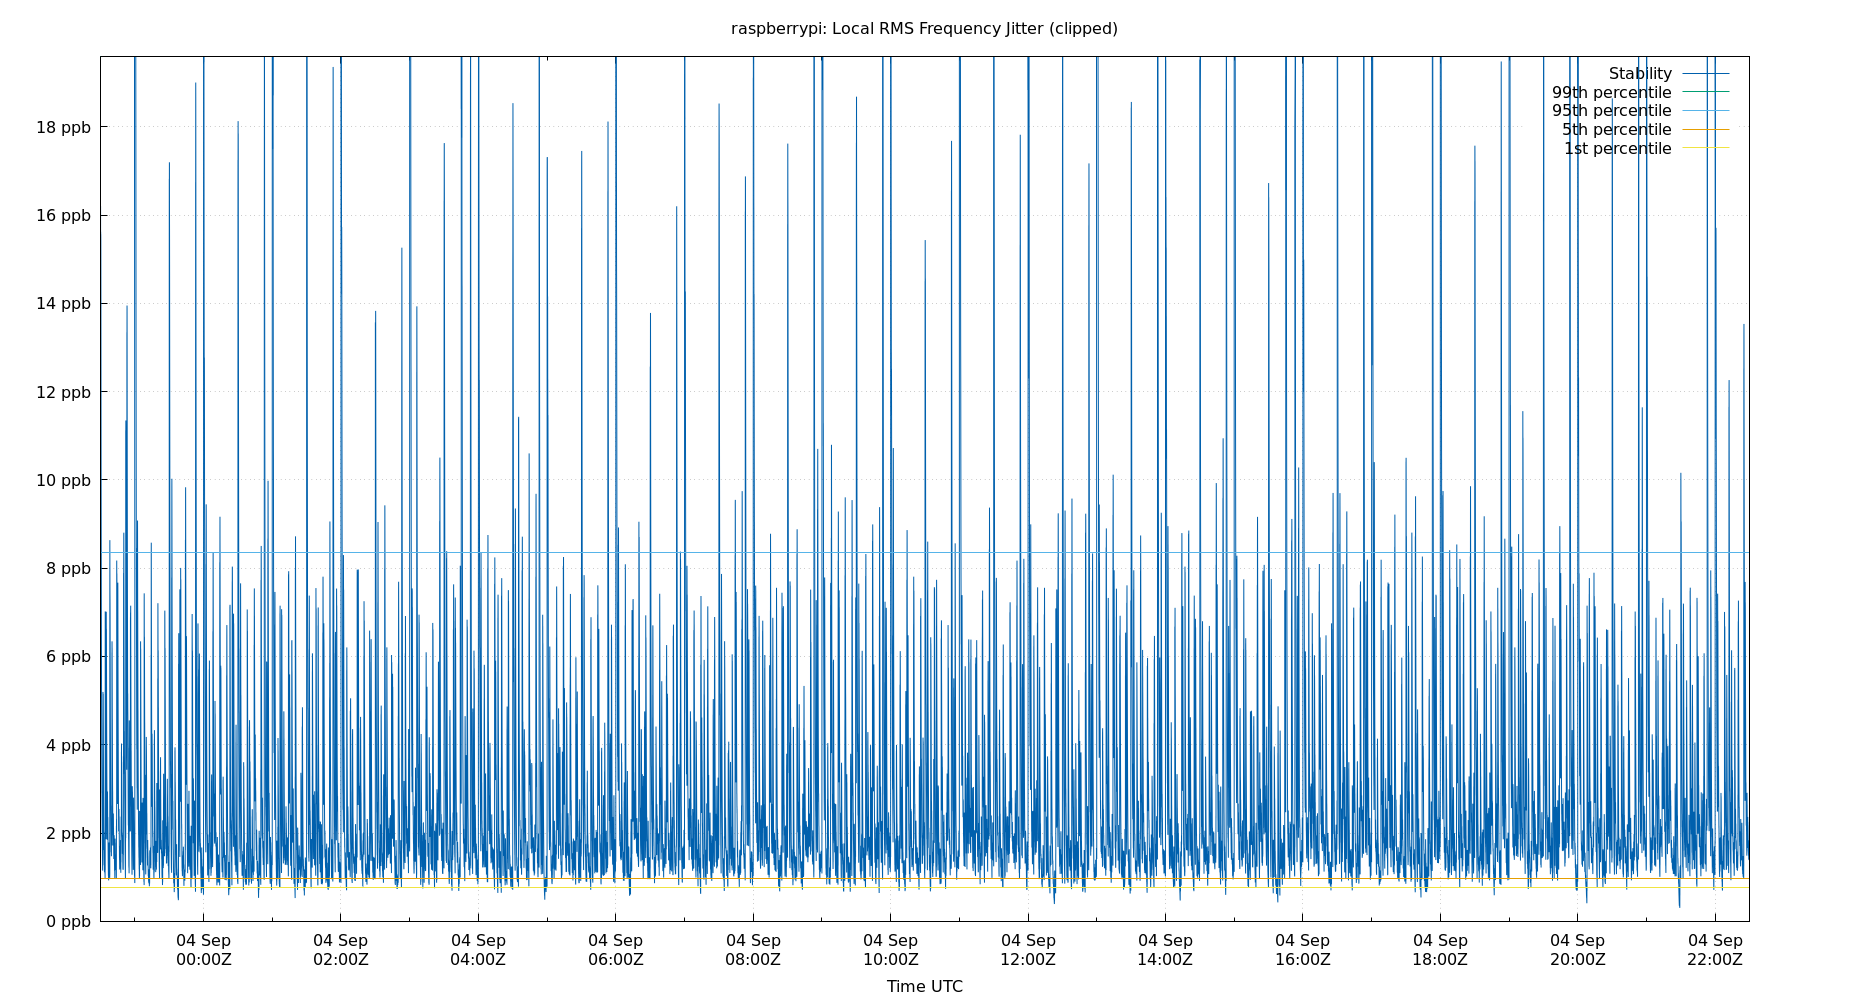 raspberrypi: Local RMS Frequency Jitter (clipped)
Stability
99th percentile
95th percentile
5th percentile
1st percentile
18 ppb
16 ppb
14 ppb
12 ppb
10 ppb
8 ppb
6 ppb
4 ppb
2 ppb
0 ppb
04 Sep 04 Sep 04 Sep 04 Sep 04 Sep 04 Sep 04 Sep 04 Sep 04 Sep 04 Sep 04 Sep 04 Sep
00:00Z 02:00Z 04:00Z 06:00Z 08:00Z 10:00Z 12:00Z 14:00Z 16:00Z 18:00Z 20:00Z 22:00Z
Time UTC